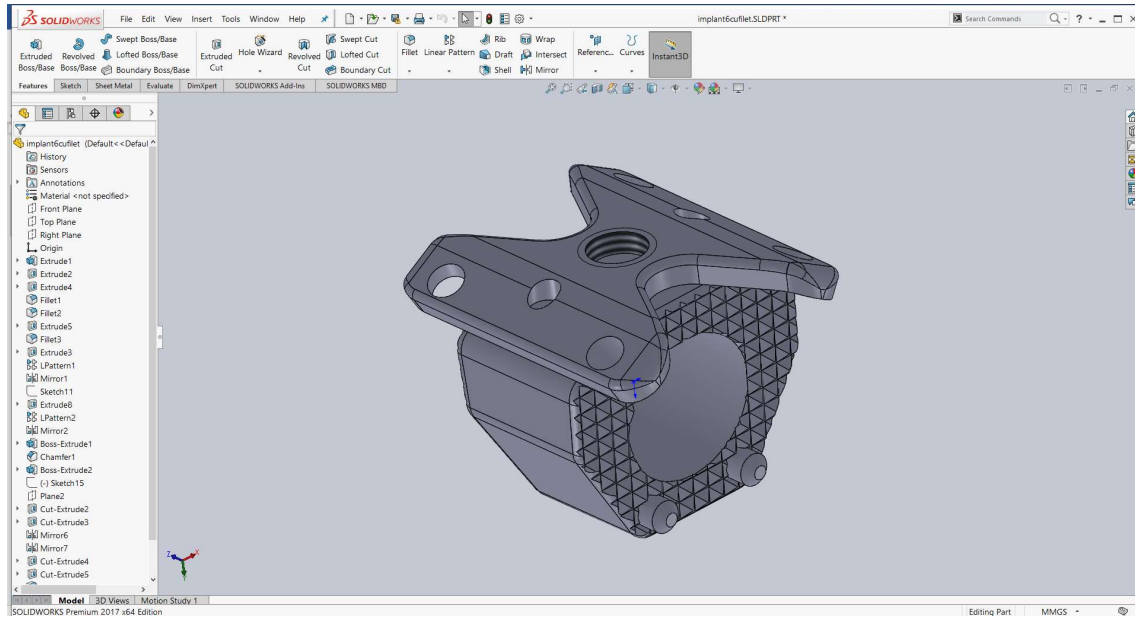 SOLIDWORKS File Edit View Insert Tools Window Help implant6cufilet.SLDPRT * Search Commands
Swept Boss/Base Swept Cut Rib Wrap
Extruded Boss/Base Revolved Boss/Base Lofted Boss/Base Extruded Cut Hole Wizard Revolved Cut Lofted Cut Fillet Linear Pattern Draft Intersect Referenc... Curves Instant3D
Boundary Boss/Base Boundary Cut Shell Mirror
Features Sketch Sheet Metal Evaluate DimXpert SOLIDWORKS Add-Ins SOLIDWORKS MBD
implant6cufilet (Default<<Defaul
History
Sensors
Annotations
Material <not specified>
Front Plane
Top Plane
Right Plane
Origin
Extrude1
Extrude2
Extrude4
Fillet1
Fillet2
Extrude5
Fillet3
Extrude3
LPattern1
Mirror1
Sketch11
Extrude8
LPattern2
Mirror2
Boss-Extrude1
Chamfer1
Boss-Extrude2
(-) Sketch15
Plane2
Cut-Extrude2
Cut-Extrude3
Mirror6
Mirror7
Cut-Extrude4
Cut-Extrude5
Z X
Y
Model 3D Views Motion Study 1
SOLIDWORKS Premium 2017 x64 Edition Editing Part MMGS